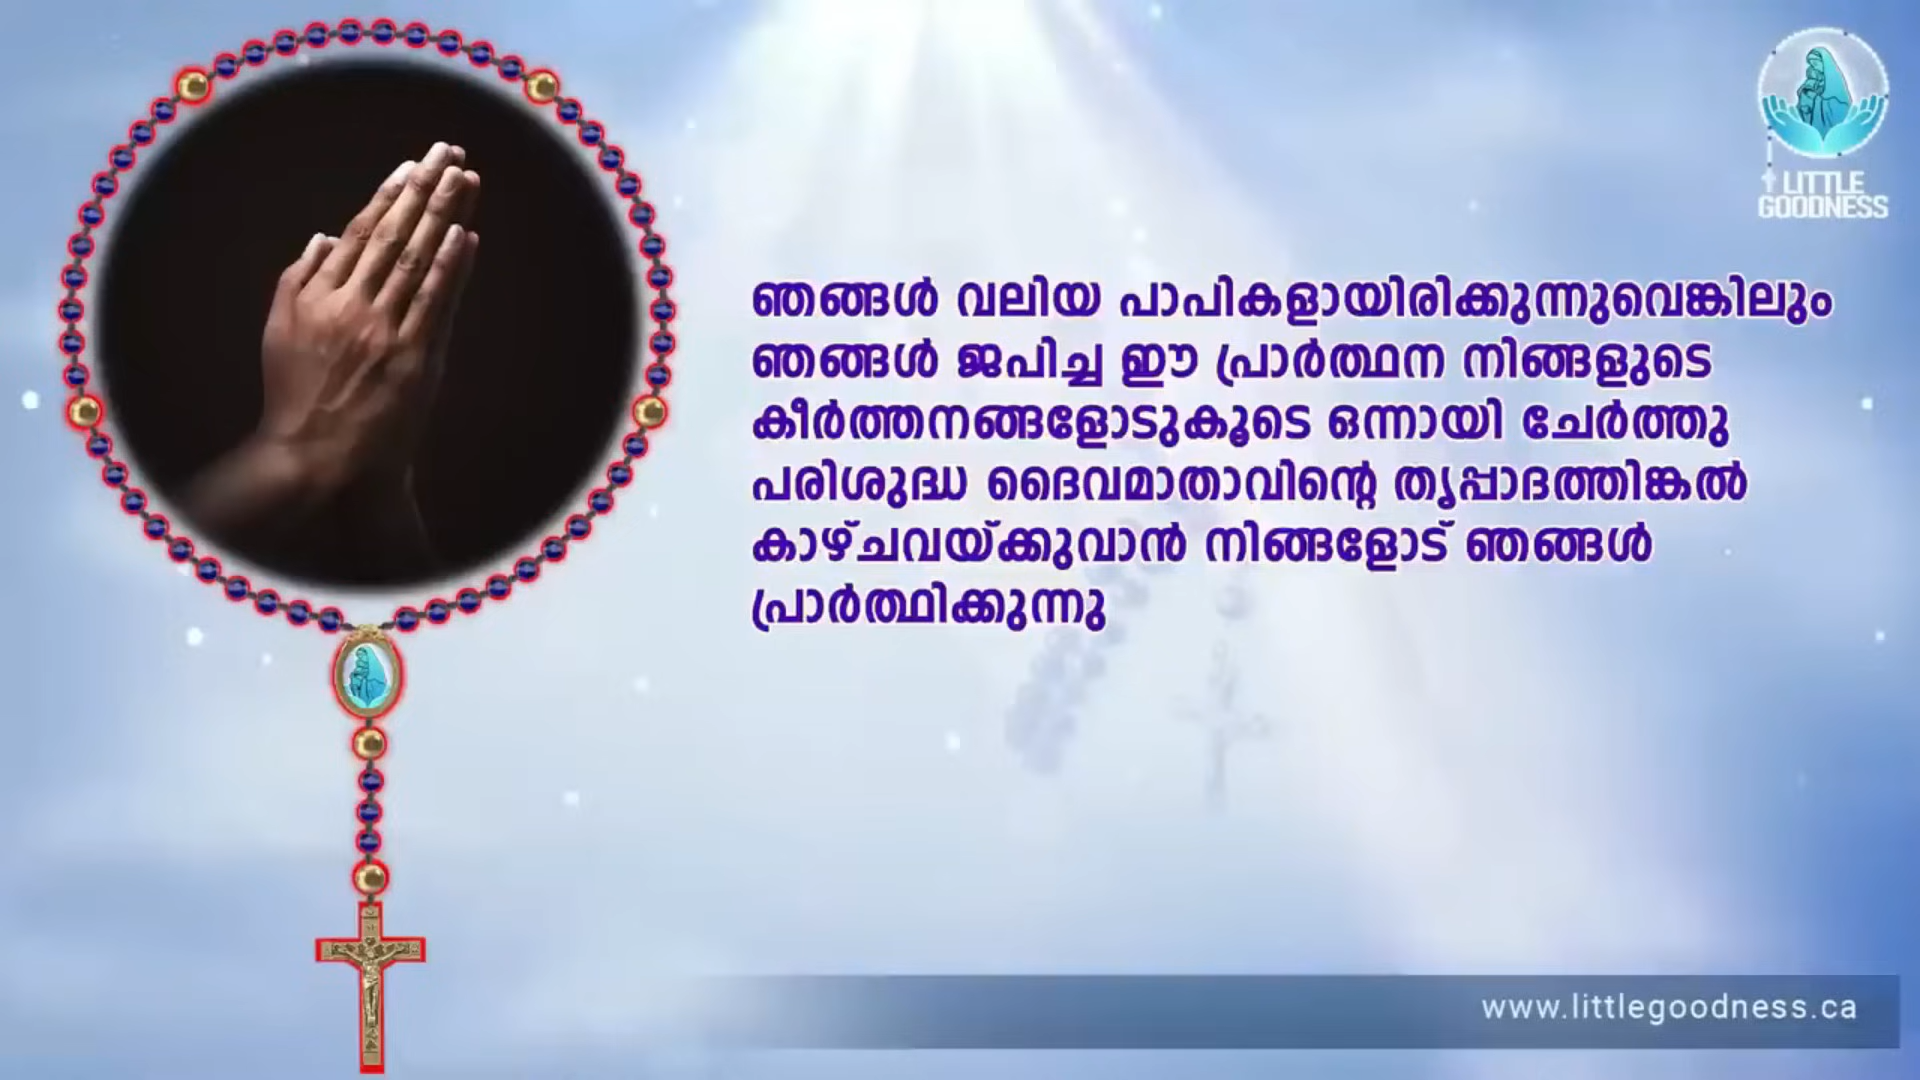 LITTLE
GOODNESS
ഞങ്ങൾ വലിയ പാപികളായിരിക്കുന്നുവെങ്കിലും
ഞങ്ങൾ ജപിച്ച ഈ പ്രാർത്ഥന നിങ്ങളുടെ
കീർത്തനങ്ങളോടുകൂടെ ഒന്നായി ചേർത്തു
പരിശുദ്ധ ദൈവമാതാവിന്റെ തൃപ്പാദത്തിങ്കൽ
കാഴ്ചവയ്ക്കുവാൻ നിങ്ങളോട് ഞങ്ങൾ
പ്രാർത്ഥിക്കുന്നു
www.littlegoodness.ca